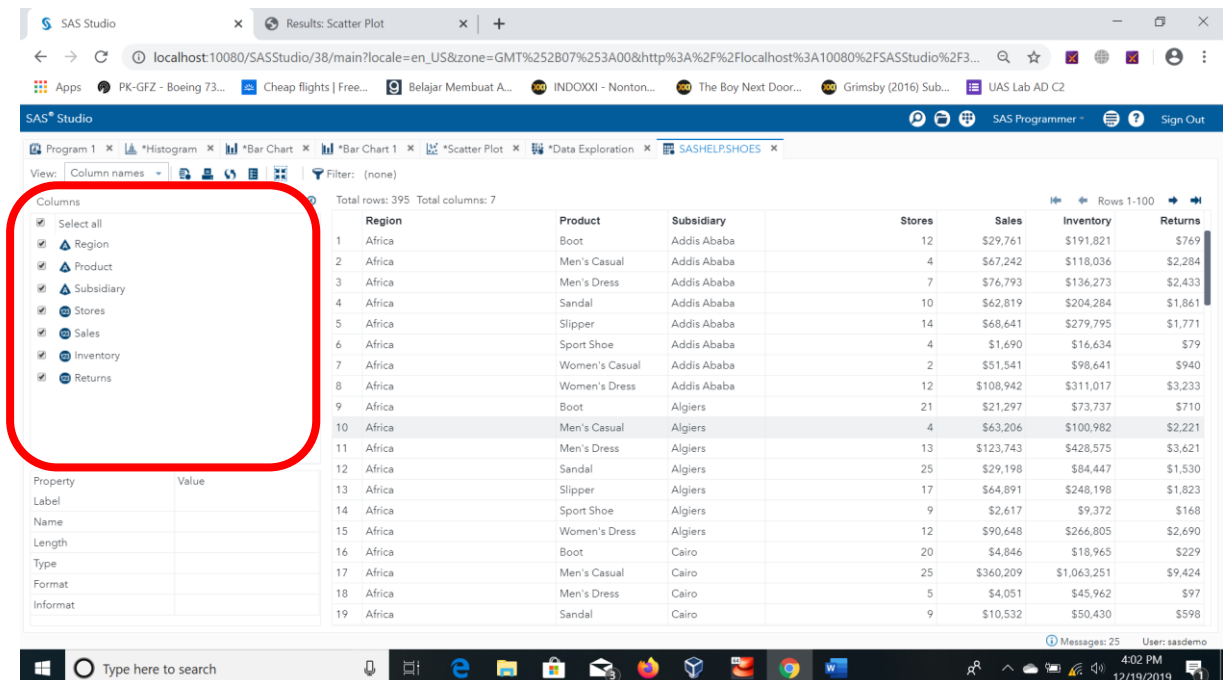 SAS Studio
Results: Scatter Plot
localhost:10080/SASStudio/38/main?locale=en_US&zone=GMT%252B07%253A00&http%3A%2F%2Flocalhost%3A10080%2FSASStudio%2F3...
Apps PK-GFZ - Boeing 73... Cheap flights | Free... Belajar Membuat A... INDOXXI - Nonton... The Boy Next Door... Grimsby (2016) Sub... UAS Lab AD C2
SAS® Studio SAS Programmer Sign Out
Program 1 *Histogram *Bar Chart *Bar Chart 1 *Scatter Plot *Data Exploration SASHELP.SHOES
View: Column names Filter: (none)
Columns
Select all
Region
Product
Subsidiary
Stores
Sales
Inventory
Returns
Property Value
Label
Name
Length
Type
Format
Informat
Total rows: 395 Total columns: 7 Rows 1-100
Region Product Subsidiary Stores Sales Inventory Returns
1 Africa Boot Addis Ababa 12 $29,761 $191,821 $769
2 Africa Men's Casual Addis Ababa 4 $67,242 $118,036 $2,284
3 Africa Men's Dress Addis Ababa 7 $76,793 $136,273 $2,433
4 Africa Sandal Addis Ababa 10 $62,819 $204,284 $1,861
5 Africa Slipper Addis Ababa 14 $68,641 $279,795 $1,771
6 Africa Sport Shoe Addis Ababa 4 $1,690 $16,634 $79
7 Africa Women's Casual Addis Ababa 2 $51,541 $98,641 $940
8 Africa Women's Dress Addis Ababa 12 $108,942 $311,017 $3,233
9 Africa Boot Algiers 21 $21,297 $73,737 $710
10 Africa Men's Casual Algiers 4 $63,206 $100,982 $2,221
11 Africa Men's Dress Algiers 13 $123,743 $428,575 $3,621
12 Africa Sandal Algiers 25 $29,198 $84,447 $1,530
13 Africa Slipper Algiers 17 $64,891 $248,198 $1,823
14 Africa Sport Shoe Algiers 9 $2,617 $9,372 $168
15 Africa Women's Dress Algiers 12 $90,648 $266,805 $2,690
16 Africa Boot Cairo 20 $4,846 $18,965 $229
17 Africa Men's Casual Cairo 25 $360,209 $1,063,251 $9,424
18 Africa Men's Dress Cairo 5 $4,051 $45,962 $97
19 Africa Sandal Cairo 9 $10,532 $50,430 $598
Messages: 25 User: sasdemo
Type here to search
4:02 PM
12/19/2019